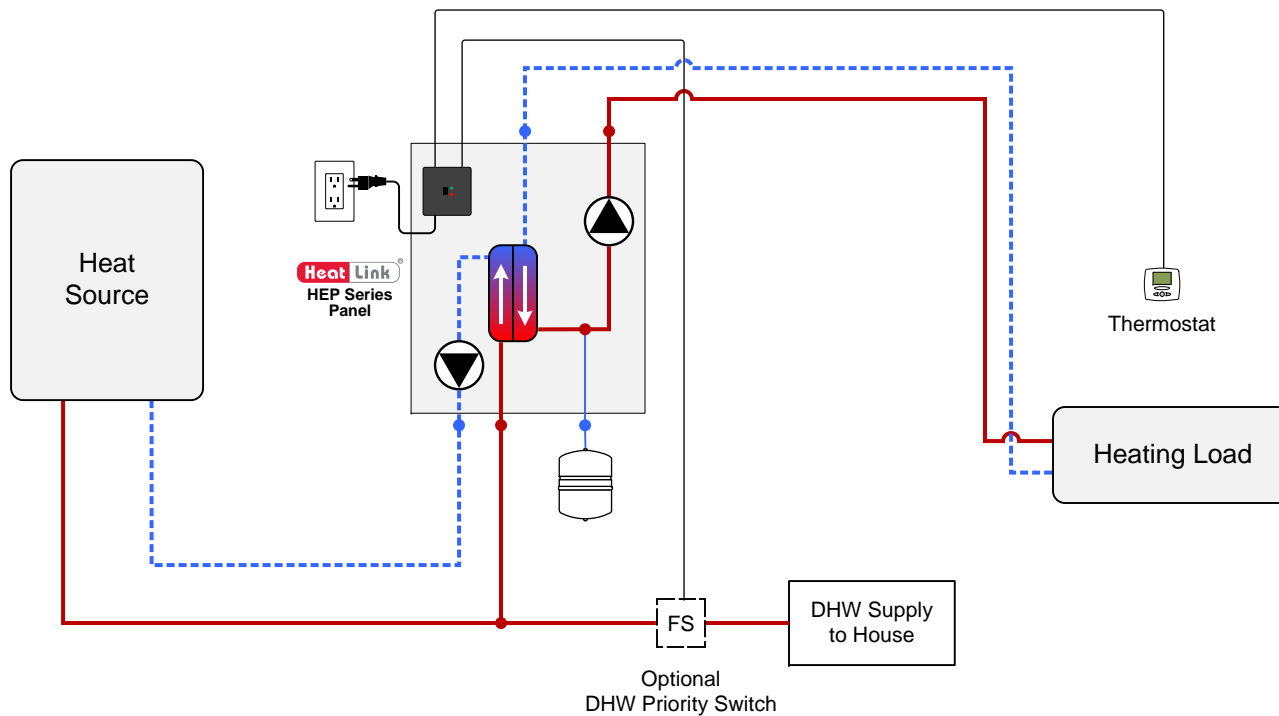 Heat
Source
Heat Link®
HEP Series
Panel
Thermostat
Heating Load
FS
DHW Supply
to House
Optional
DHW Priority Switch